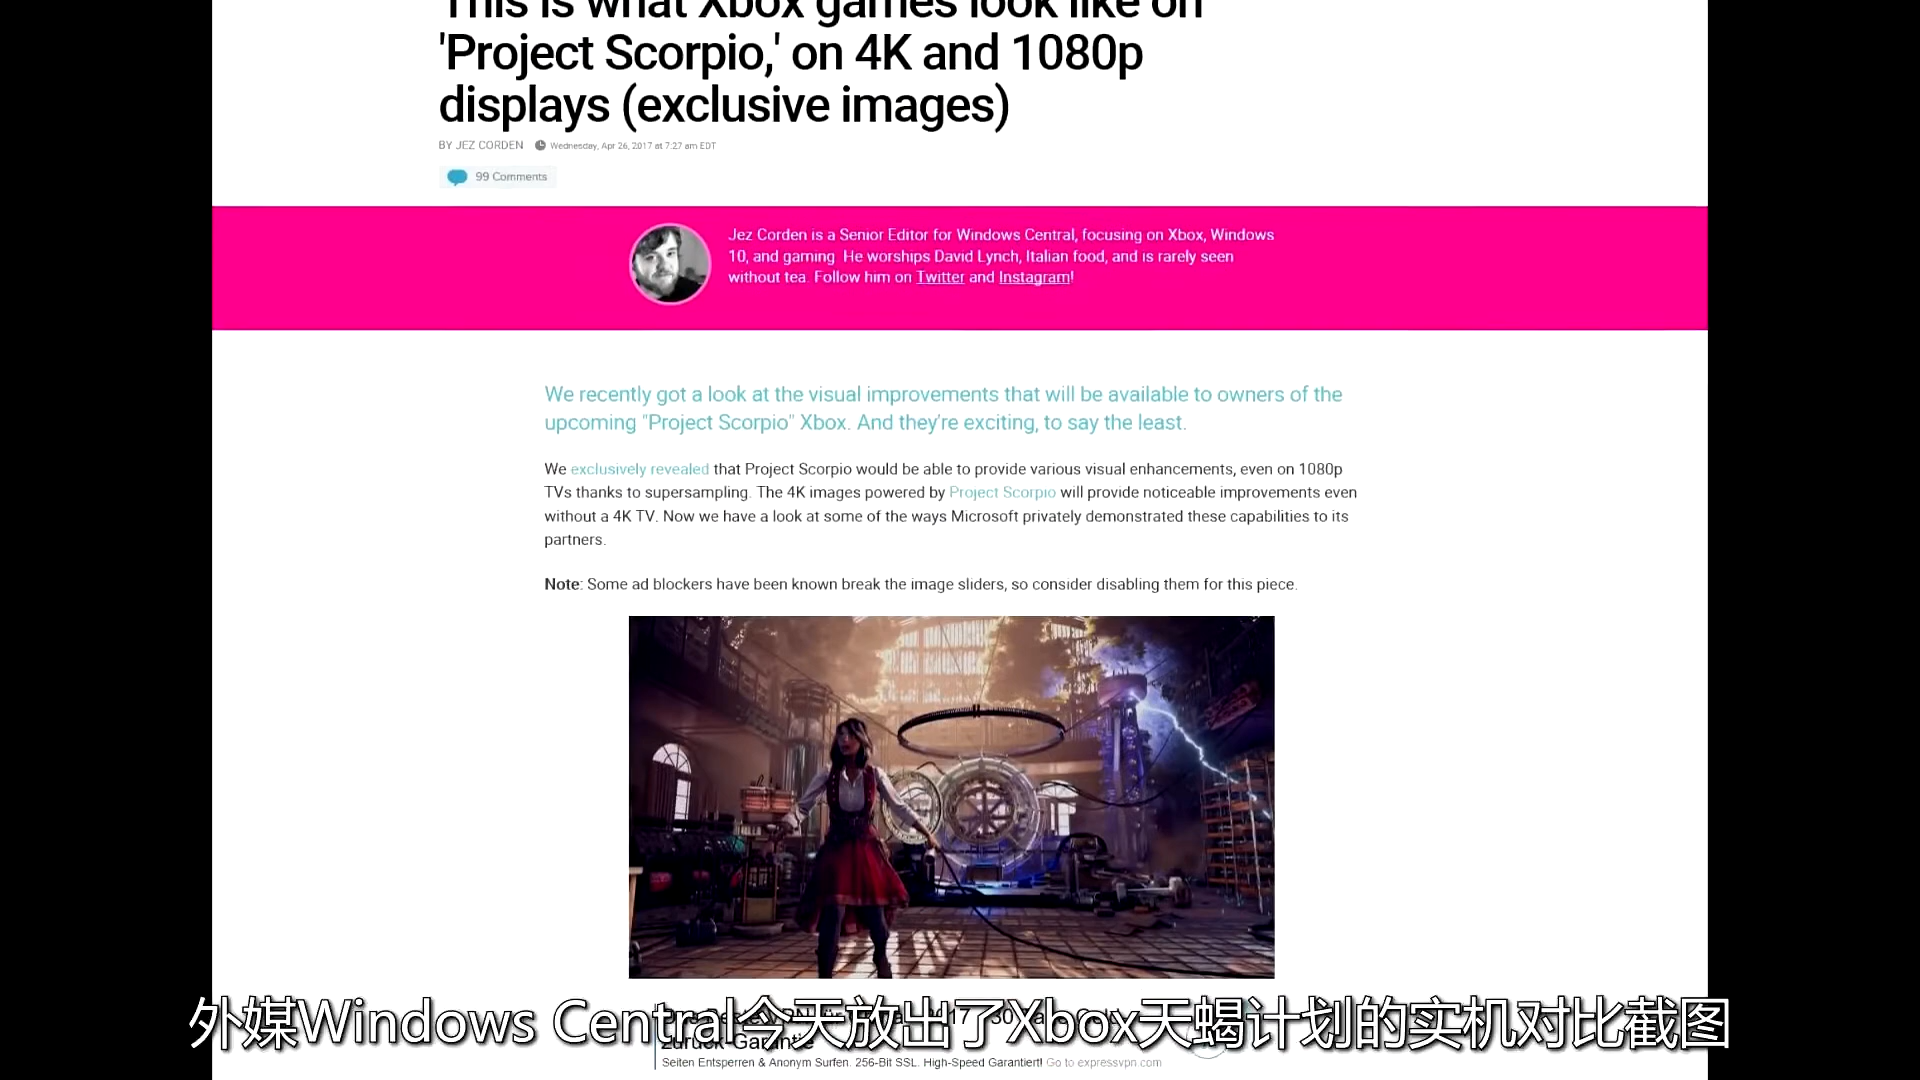 This is what Xbox games look like on
'Project Scorpio,' on 4K and 1080p
displays (exclusive images)
BY JEZ CORDEN Wednesday, Apr 26, 2017 at 7:27 am EDT
99 Comments
Jez Corden is a Senior Editor for Windows Central, focusing on Xbox, Windows
10, and gaming. He worships David Lynch, Italian food, and is rarely seen
without tea. Follow him on Twitter and Instagram!
We recently got a look at the visual improvements that will be available to owners of the
upcoming "Project Scorpio" Xbox. And they're exciting, to say the least.
We exclusively revealed that Project Scorpio would be able to provide various visual enhancements, even on 1080p
TVs thanks to supersampling. The 4K images powered by Project Scorpio will provide noticeable improvements even
without a 4K TV. Now we have a look at some of the ways Microsoft privately demonstrated these capabilities to its
partners.
Note: Some ad blockers have been known break the image sliders, so consider disabling them for this piece.
外媒Windows Central今天放出了Xbox天蝎计划的实机对比截图
zurück-Garantie
Seiten Entsperren & Anonym Surfen. 256-Bit SSL. High-Speed Garantiert! Go to expressvpn.com